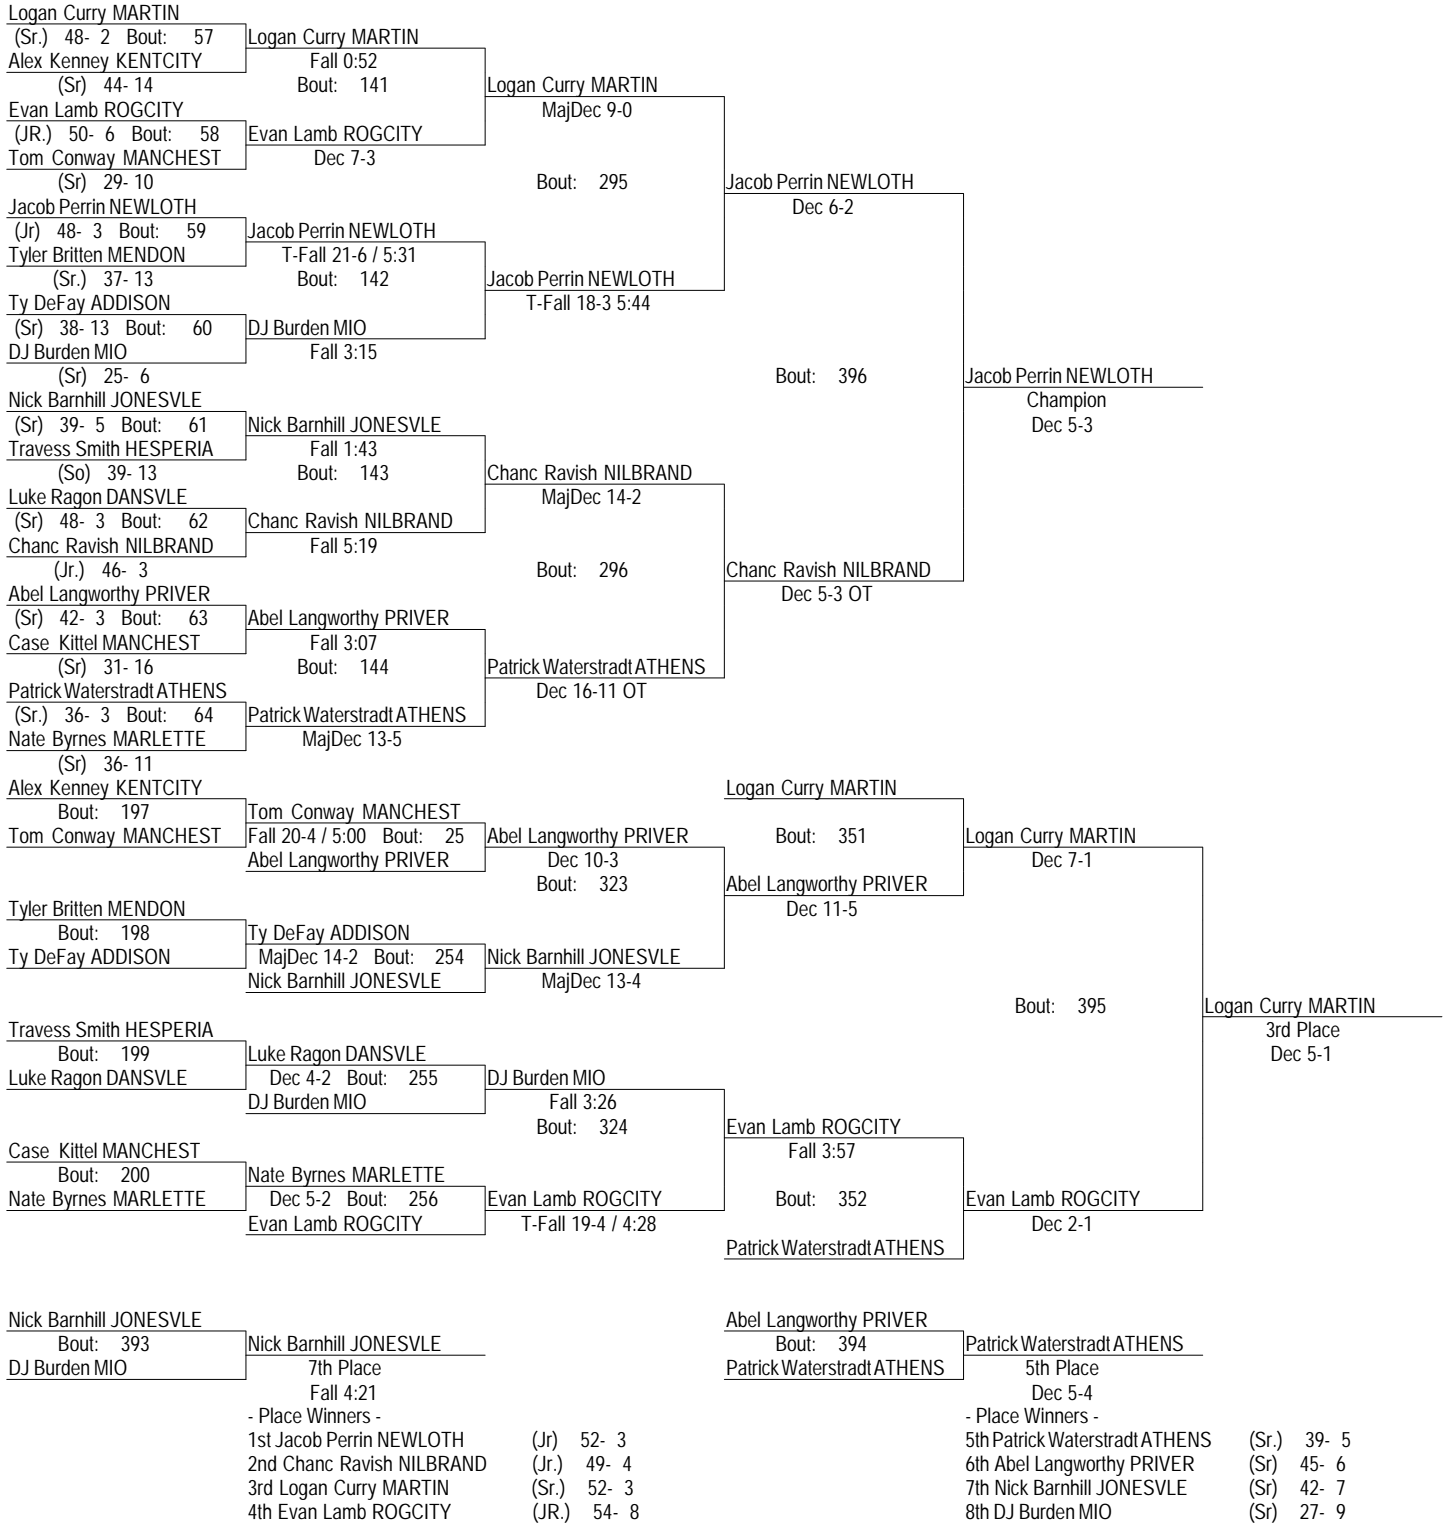 Logan Curry MARTIN
(Sr.) 48- 2 Bout: 57 Logan Curry MARTIN
Alex Kenney KENTCITY Fall 0:52
(Sr) 44- 14 Bout: 141 Logan Curry MARTIN
Evan Lamb ROGCITY MajDec 9-0
(JR.) 50- 6 Bout: 58 Evan Lamb ROGCITY
Tom Conway MANCHEST Dec 7-3
(Sr) 29- 10 Bout: 295 Jacob Perrin NEWLOTH
Jacob Perrin NEWLOTH Dec 6-2
(Jr) 48- 3 Bout: 59 Jacob Perrin NEWLOTH
Tyler Britten MENDON T-Fall 21-6 / 5:31
(Sr.) 37- 13 Bout: 142 Jacob Perrin NEWLOTH
Ty DeFay ADDISON T-Fall 18-3 5:44
(Sr) 38- 13 Bout: 60 DJ Burden MIO
DJ Burden MIO Fall 3:15
(Sr) 25- 6 Bout: 396 Jacob Perrin NEWLOTH
Nick Barnhill JONESVLE Champion
(Sr) 39- 5 Bout: 61 Nick Barnhill JONESVLE Dec 5-3
Travess Smith HESPERIA Fall 1:43
(So) 39- 13 Bout: 143 Chanc Ravish NILBRAND
Luke Ragon DANSVLE MajDec 14-2
(Sr) 48- 3 Bout: 62 Chanc Ravish NILBRAND
Chanc Ravish NILBRAND Fall 5:19
(Jr.) 46- 3 Bout: 296 Chanc Ravish NILBRAND
Abel Langworthy PRIVER Dec 5-3 OT
(Sr) 42- 3 Bout: 63 Abel Langworthy PRIVER
Case Kittel MANCHEST Fall 3:07
(Sr) 31- 16 Bout: 144 Patrick Waterstradt ATHENS
Patrick Waterstradt ATHENS Dec 16-11 OT
(Sr.) 36- 3 Bout: 64 Patrick Waterstradt ATHENS
Nate Byrnes MARLETTE MajDec 13-5
(Sr) 36- 11
Alex Kenney KENTCITY Logan Curry MARTIN
Bout: 197 Tom Conway MANCHEST
Tom Conway MANCHEST Fall 20-4 / 5:00 Bout: 25 Abel Langworthy PRIVER Bout: 351 Logan Curry MARTIN
Abel Langworthy PRIVER Dec 10-3 Dec 7-1
Bout: 323 Abel Langworthy PRIVER
Tyler Britten MENDON Dec 11-5
Bout: 198 Ty DeFay ADDISON
Ty DeFay ADDISON MajDec 14-2 Bout: 254 Nick Barnhill JONESVLE
Nick Barnhill JONESVLE MajDec 13-4
Bout: 395 Logan Curry MARTIN
Travess Smith HESPERIA 3rd Place
Bout: 199 Luke Ragon DANSVLE Dec 5-1
Luke Ragon DANSVLE Dec 4-2 Bout: 255 DJ Burden MIO
DJ Burden MIO Fall 3:26
Bout: 324 Evan Lamb ROGCITY
Case Kittel MANCHEST Fall 3:57
Bout: 200 Nate Byrnes MARLETTE
Nate Byrnes MARLETTE Dec 5-2 Bout: 256 Evan Lamb ROGCITY Bout: 352 Evan Lamb ROGCITY
Evan Lamb ROGCITY T-Fall 19-4 / 4:28 Dec 2-1
Patrick Waterstradt ATHENS
Nick Barnhill JONESVLE Abel Langworthy PRIVER
Bout: 393 Nick Barnhill JONESVLE Bout: 394 Patrick Waterstradt ATHENS
DJ Burden MIO 7th Place Patrick Waterstradt ATHENS 5th Place
Fall 4:21 Dec 5-4
- Place Winners - - Place Winners -
1st Jacob Perrin NEWLOTH (Jr) 52- 3 5th Patrick Waterstradt ATHENS (Sr.) 39- 5
2nd Chanc Ravish NILBRAND (Jr.) 49- 4 6th Abel Langworthy PRIVER (Sr) 45- 6
3rd Logan Curry MARTIN (Sr.) 52- 3 7th Nick Barnhill JONESVLE (Sr) 42- 7
4th Evan Lamb ROGCITY (JR.) 54- 8 8th DJ Burden MIO (Sr) 27- 9